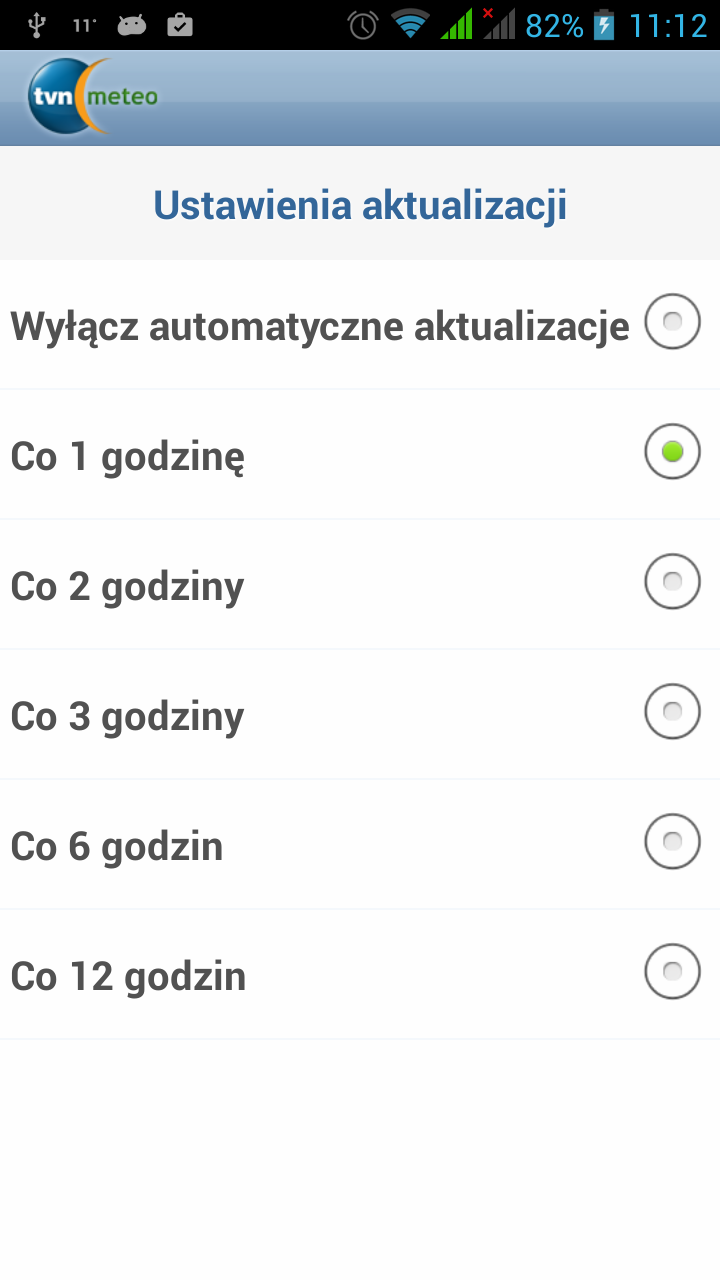 11° 82% 11:12
tvn meteo
Ustawienia aktualizacji
Wyłącz automatyczne aktualizacje
Co 1 godzinę
Co 2 godziny
Co 3 godziny
Co 6 godzin
Co 12 godzin